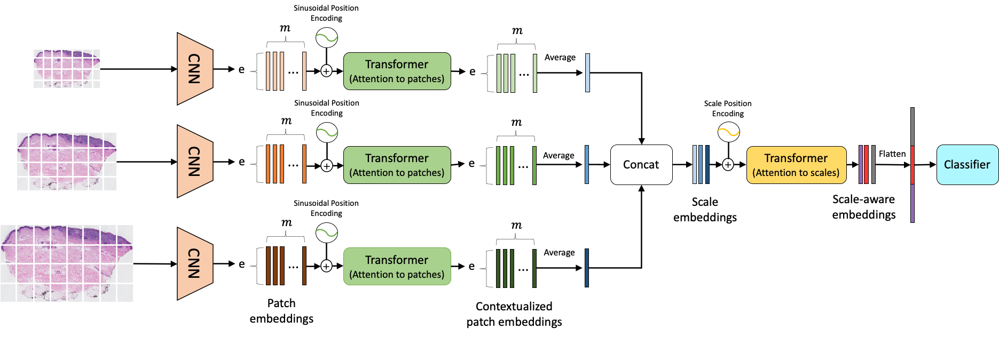 Sinusoidal Position
Encoding
m
CNN
e
...
+
Transformer
(Attention to patches)
e
m
...
Average
Sinusoidal Position
Encoding
m
CNN
e
...
+
Transformer
(Attention to patches)
e
m
...
Average
Concat
Scale Position
Encoding
+
Transformer
(Attention to scales)
Flatten
Classifier
Scale
embeddings
Scale-aware
embeddings
Sinusoidal Position
Encoding
m
CNN
e
...
+
Transformer
(Attention to patches)
e
m
...
Average
Patch
embeddings
Contextualized
patch embeddings